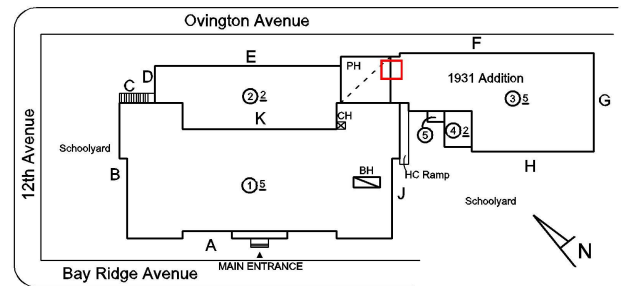 Ovington Avenue
E
F
PH
D
1931 Addition
C
2 2
3 5
G
K
CH
5
4 2
12th Avenue
Schoolyard
B
BH
HC Ramp
H
1 5
J
Schoolyard
A
MAIN ENTRANCE
N
Bay Ridge Avenue